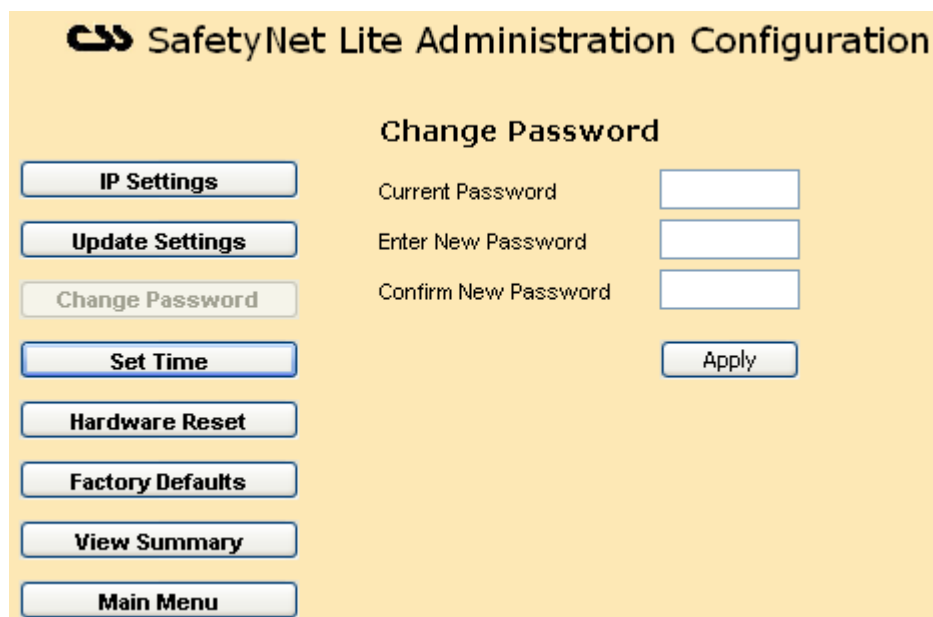 CSS SafetyNet Lite Administration Configuration
Change Password
IP Settings
Current Password
Update Settings
Enter New Password
Change Password
Confirm New Password
Set Time
Apply
Hardware Reset
Factory Defaults
View Summary
Main Menu